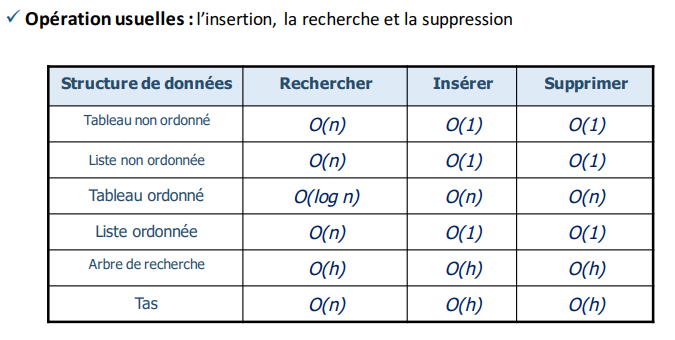 ✓ Opération usuelles : l’insertion, la recherche et la suppression
Structure de données Rechercher Insérer Supprimer
Tableau non ordonné O(n) O(1) O(1)
Liste non ordonnée O(n) O(1) O(1)
Tableau ordonné O(log n) O(n) O(n)
Liste ordonnée O(n) O(1) O(1)
Arbre de recherche O(h) O(h) O(h)
Tas O(n) O(h) O(h)